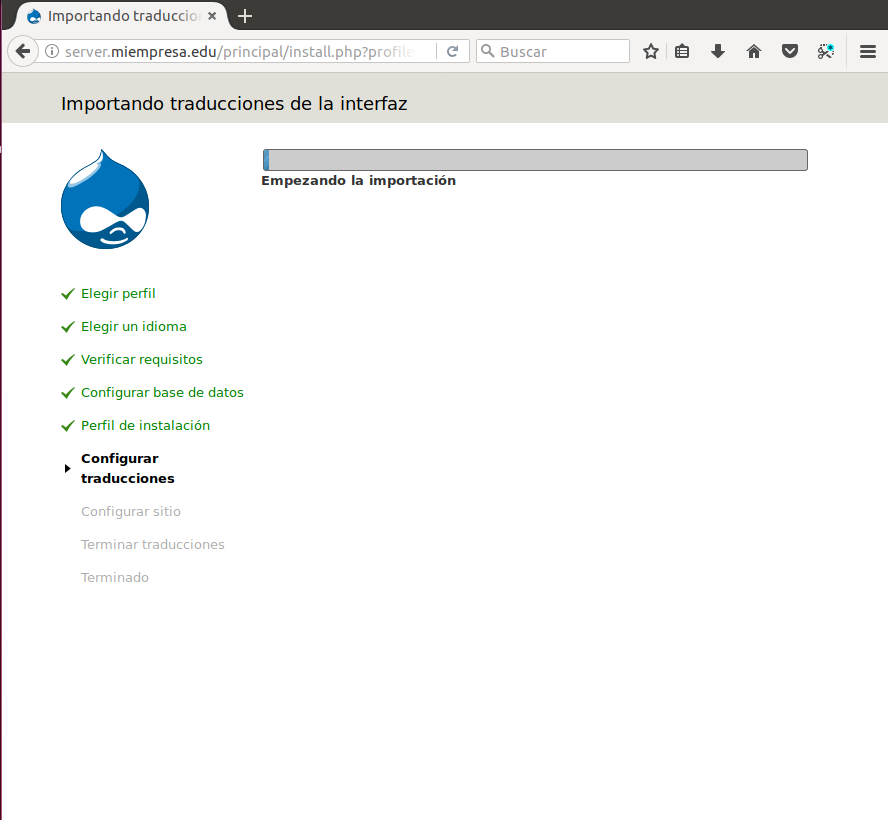 Importando traduccio
server.miempresa.edu/principal/install.php?profile
Buscar
Importando traducciones de la interfaz
Empezando la importación
Elegir perfil
Elegir un idioma
Verificar requisitos
Configurar base de datos
Perfil de instalación
Configurar
traducciones
Configurar sitio
Terminar traducciones
Terminado